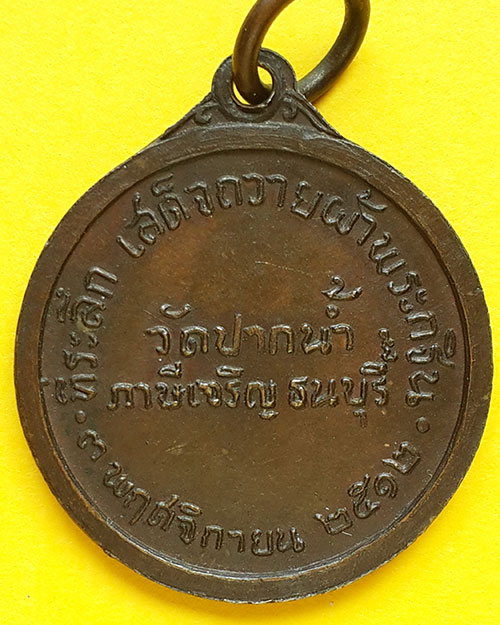 ที่ระลึก เสด็จถวายผ้าพระกฐิน
วัดปากน้ำ
ภาษีเจริญ ธนบุรี
๓ พฤศจิกายน ๒๕๑๒